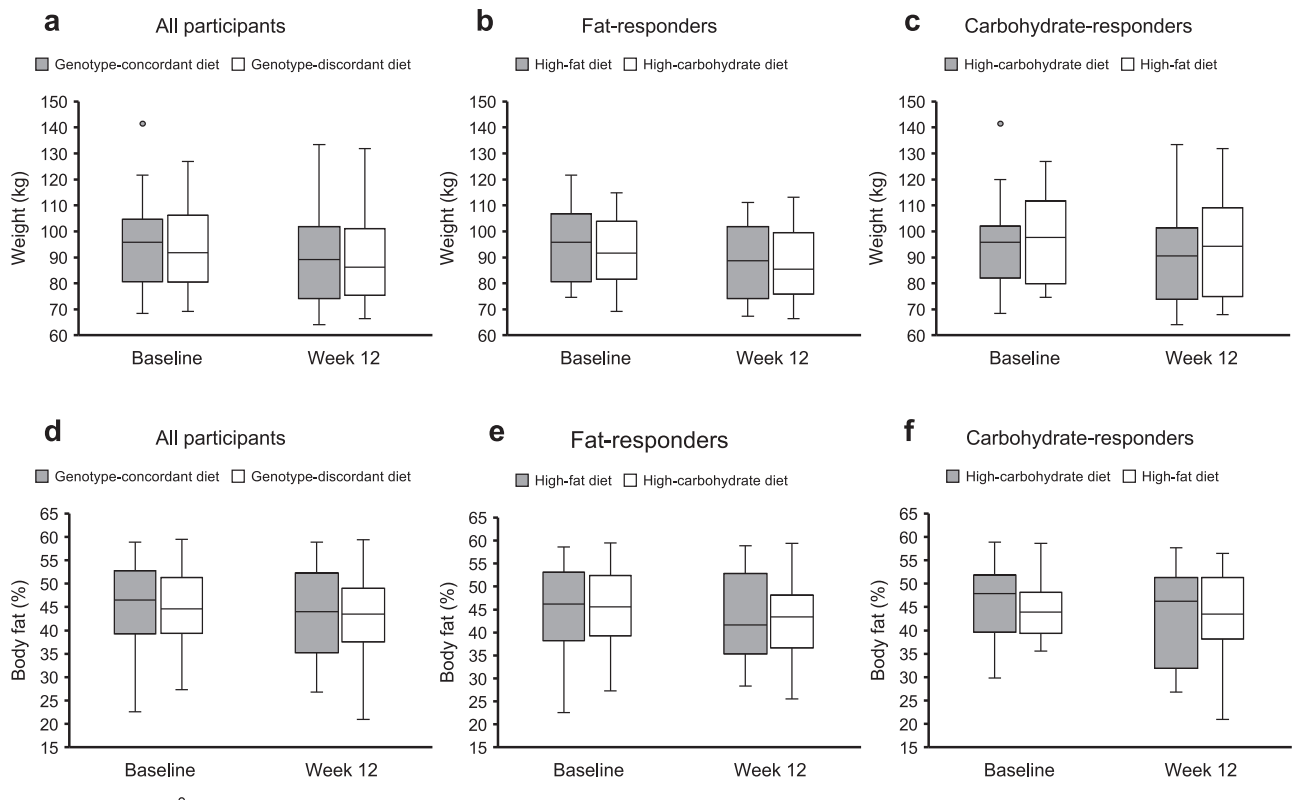 a All participants
Genotype-concordant diet Genotype-discordant diet
Weight (kg)
150
140
130
120
110
100
90
80
70
60
Baseline Week 12
b Fat-responders
High-fat diet High-carbohydrate diet
Weight (kg)
150
140
130
120
110
100
90
80
70
60
Baseline Week 12
c Carbohydrate-responders
High-carbohydrate diet High-fat diet
Weight (kg)
150
140
130
120
110
100
90
80
70
60
Baseline Week 12
d All participants
Genotype-concordant diet Genotype-discordant diet
Body fat (%)
65
60
55
50
45
40
35
30
25
20
15
Baseline Week 12
e Fat-responders
High-fat diet High-carbohydrate diet
Body fat (%)
65
60
55
50
45
40
35
30
25
20
15
Baseline Week 12
f Carbohydrate-responders
High-carbohydrate diet High-fat diet
Body fat (%)
65
60
55
50
45
40
35
30
25
20
15
Baseline Week 12